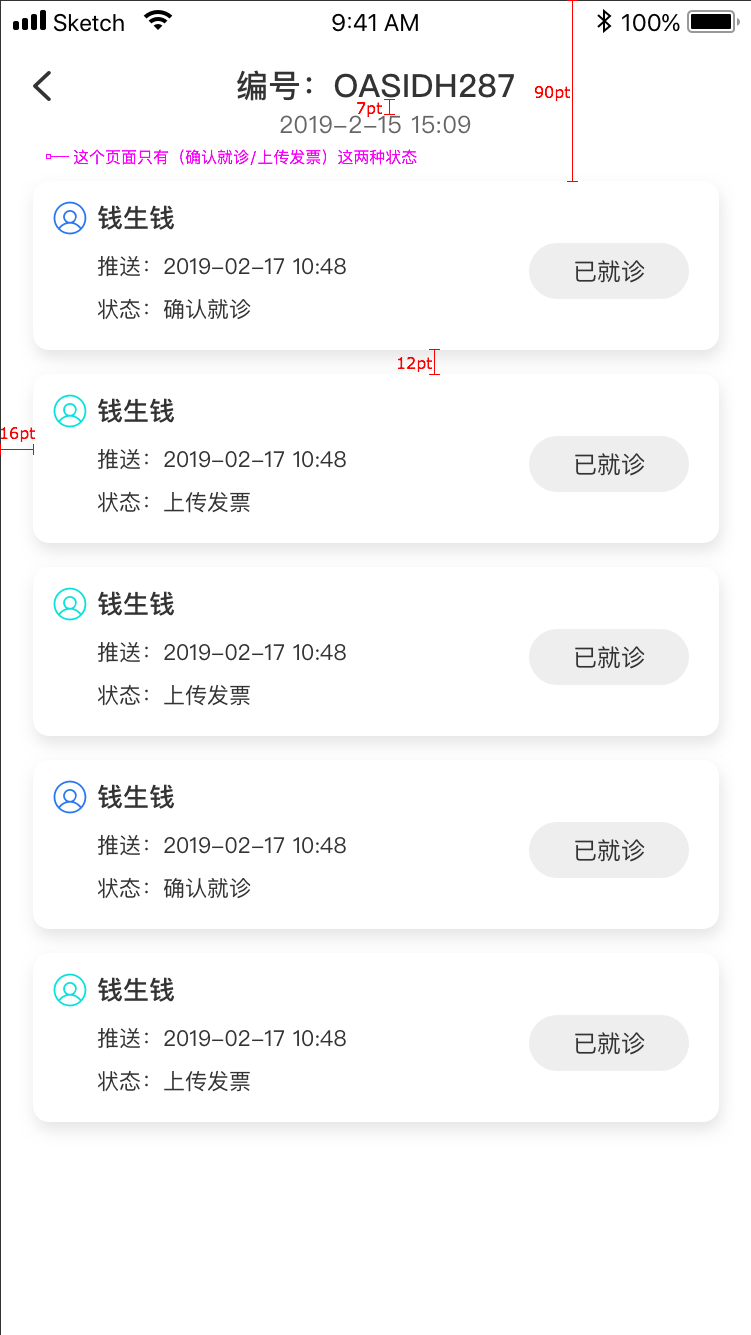 Sketch 9:41 AM 100%
编号：OASIDH287
90pt
7pt
2019-2-15 15:09
这个页面只有（确认就诊/上传发票）这两种状态
钱生钱
推送：2019-02-17 10:48
已就诊
状态：确认就诊
12pt
钱生钱
16pt
推送：2019-02-17 10:48
已就诊
状态：上传发票
钱生钱
推送：2019-02-17 10:48
已就诊
状态：上传发票
钱生钱
推送：2019-02-17 10:48
已就诊
状态：确认就诊
钱生钱
推送：2019-02-17 10:48
已就诊
状态：上传发票